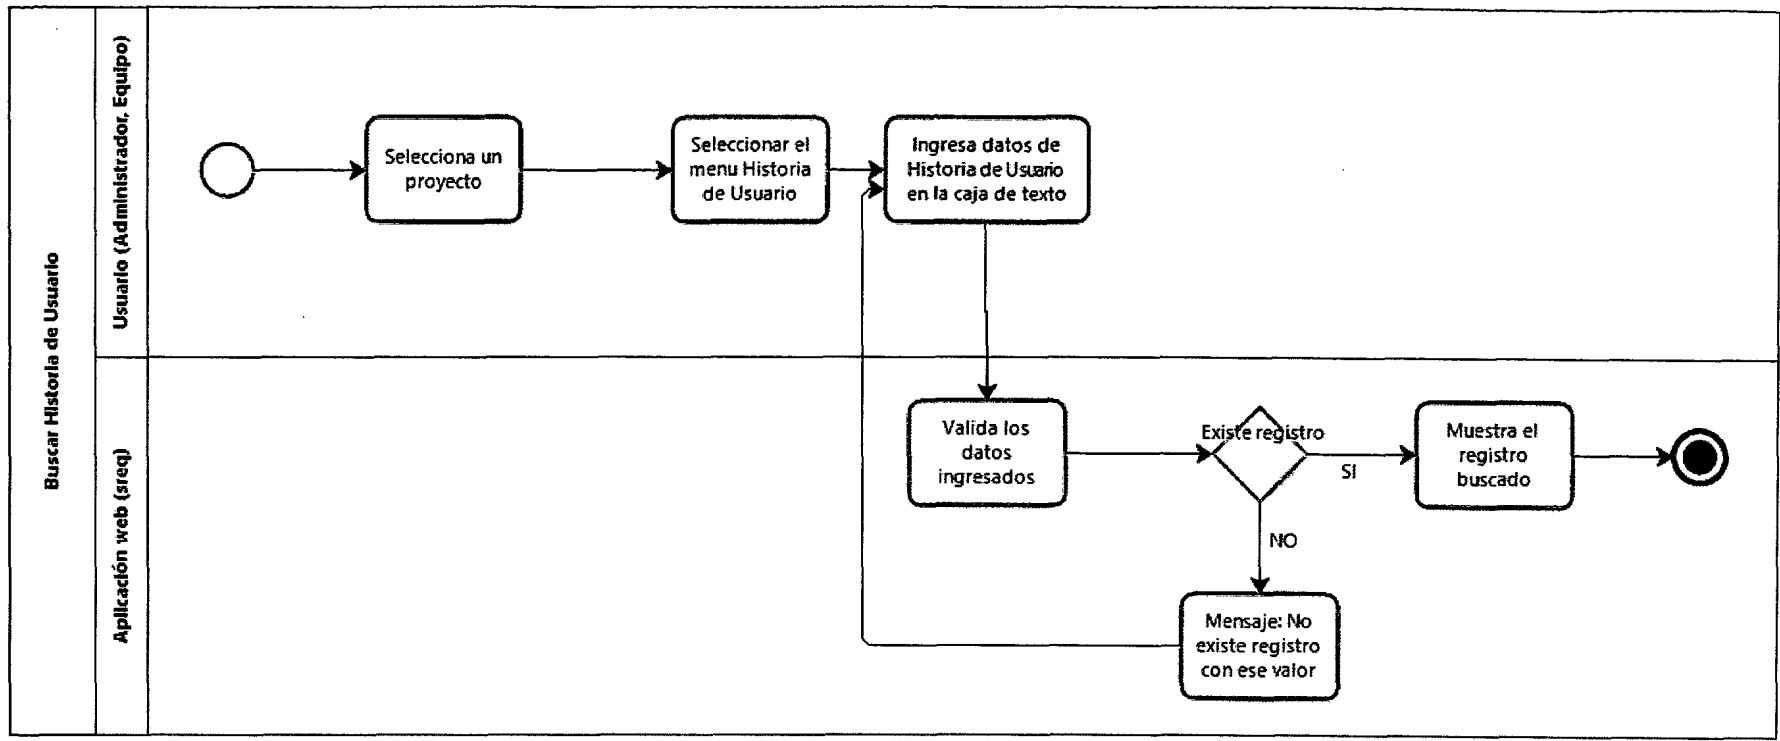 Buscar Historia de Usuario
Usuario (Administrador, Equipo)
Selecciona un
proyecto
Seleccionar el
menu Historia
de Usuario
Ingresa datos de
Historia de Usuario
en la caja de texto
Aplicación web (sreq)
Valida los
datos
ingresados
Existe registro
SI
Muestra el
registro
buscado
NO
Mensaje: No
existe registro
con ese valor